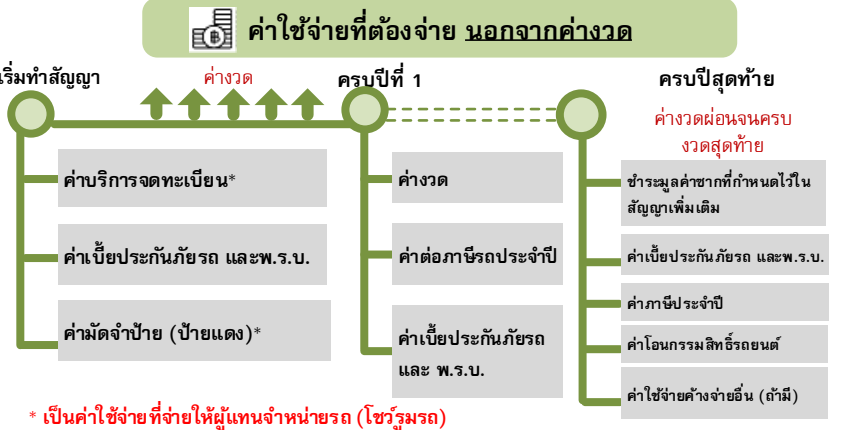 ค่าใช้จ่ายที่ต้องจ่าย นอกจากค่างวด
เริ่มทำสัญญา
ค่างวด
ครบปีที่ 1
ครบปีสุดท้าย
ค่างวดผ่อนจนครบ
งวดสุดท้าย
ค่าบริการจดทะเบียน*
ค่าเบี้ยประกันภัยรถ และพ.ร.บ.
ค่ามัดจำป้าย (ป้ายแดง)*
ค่างวด
ค่าต่อภาษีรถประจำปี
ค่าเบี้ยประกันภัยรถ
และ พ.ร.บ.
ชำระมูลค่าซากที่กำหนดไว้ใน
สัญญาเพิ่มเติม
ค่าเบี้ยประกันภัยรถ และพ.ร.บ.
ค่าภาษีประจำปี
ค่าโอนกรรมสิทธิ์รถยนต์
ค่าใช้จ่ายค้างจ่ายอื่น (ถ้ามี)
* เป็นค่าใช้จ่ายที่จ่ายให้ผู้แทนจำหน่ายรถ (โชว์รูมรถ)